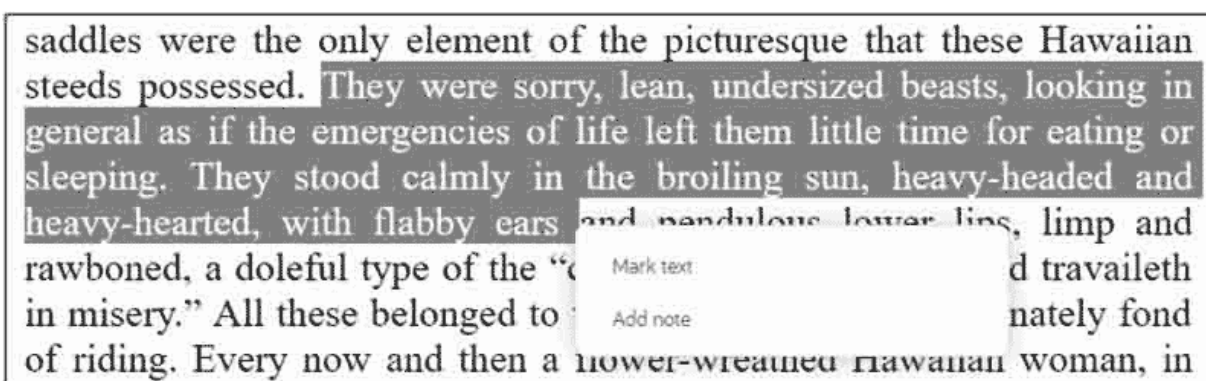 saddles were the only element of the picturesque that these Hawaiian
steeds possessed. They were sorry, lean, undersized beasts, looking in
general as if the emergencies of life left them little time for eating or
sleeping. They stood calmly in the broiling sun, heavy-headed and
heavy-hearted, with flabby ears and pendulous lower lips, limp and
rawboned, a doleful type of the “
travaileth
Mark text
in misery.” All these belonged to
fond
Add note
of riding. Every now and then a flower-wreathed Hawaiian woman, in